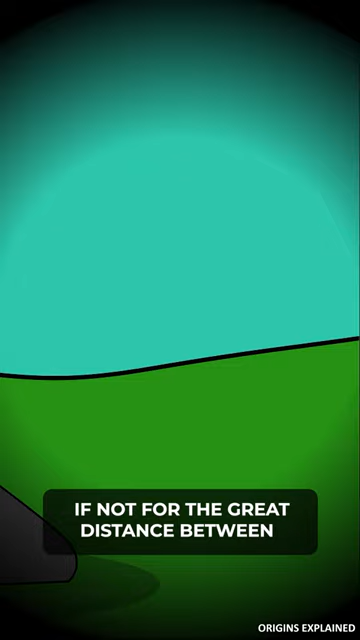 IF NOT FOR THE GREAT
DISTANCE BETWEEN
ORIGINS EXPLAINED